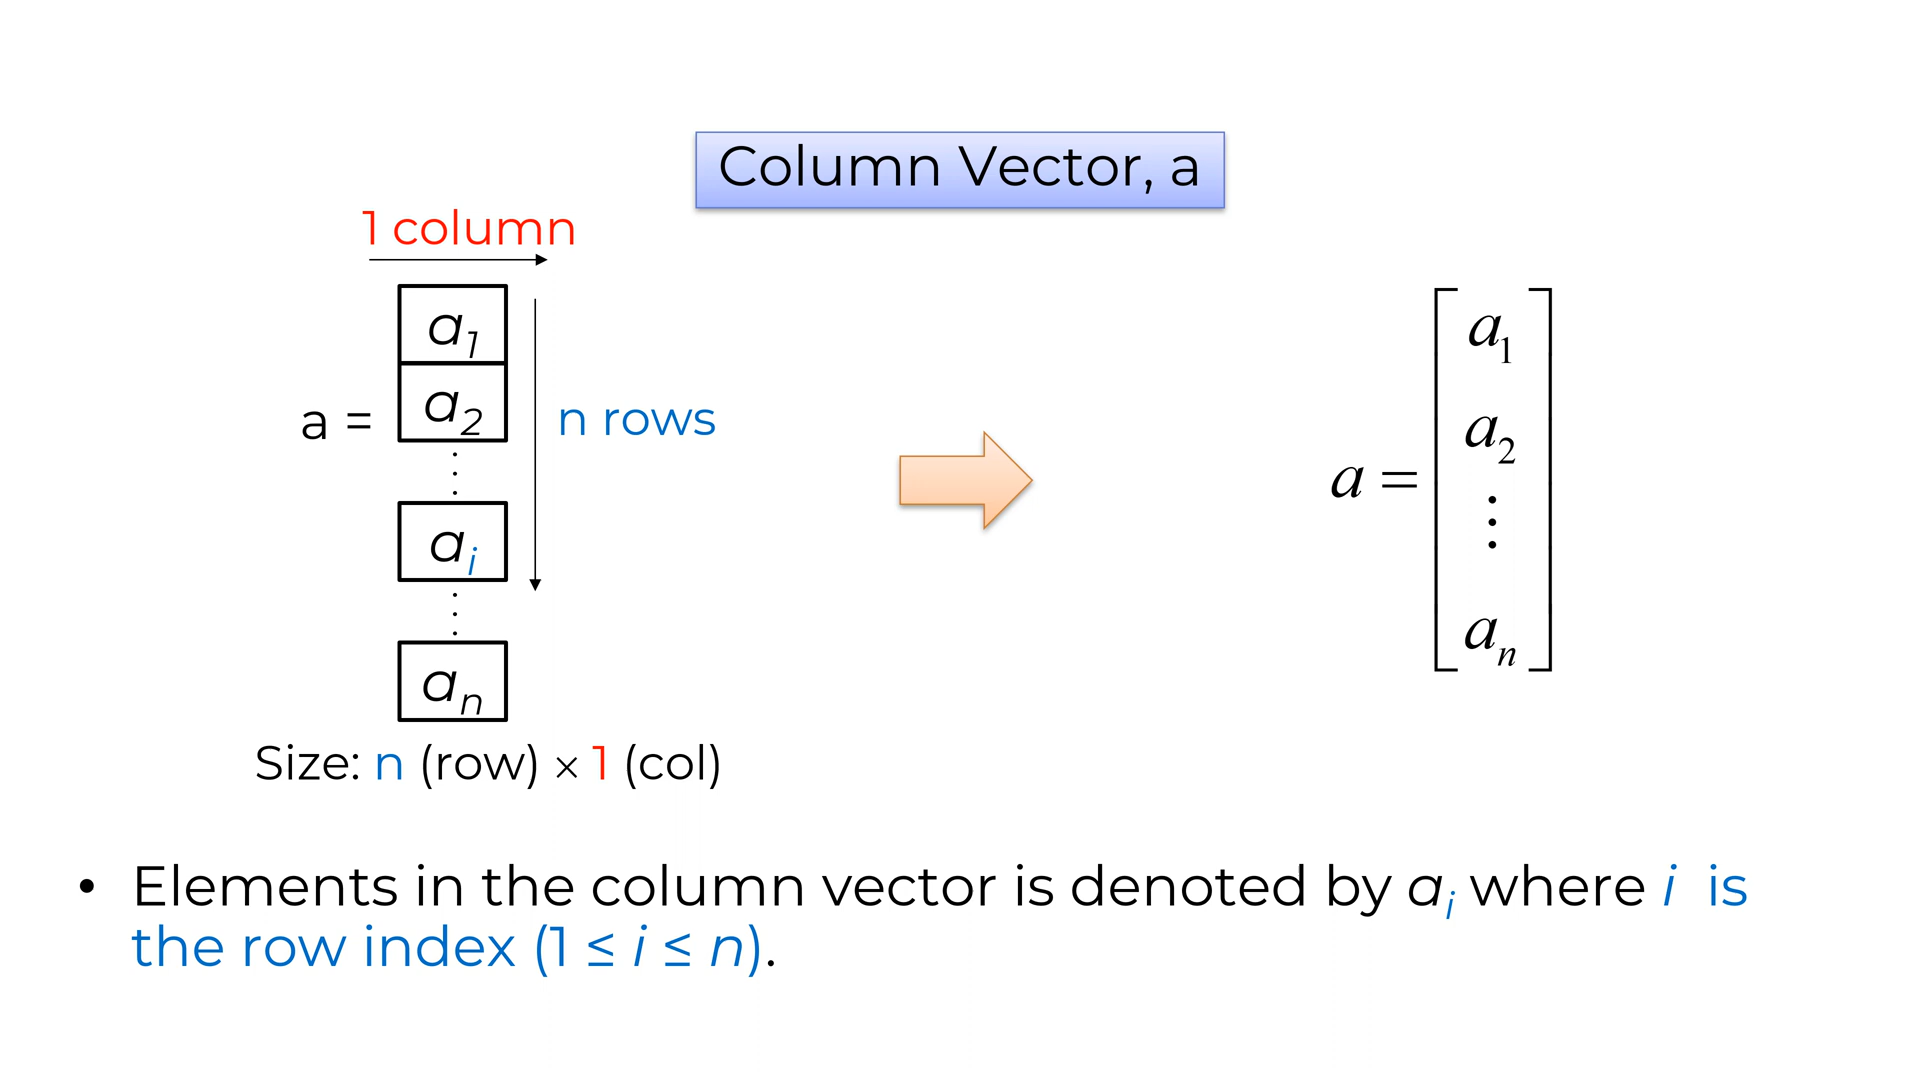 Column Vector, a
1 column
a₁
a =
a₂
n rows
⋮
aᵢ
⋮
aₙ
Size: n (row) × 1 (col)
a =
a₁
a₂
⋮
aₙ
• Elements in the column vector is denoted by aᵢ where i is
the row index (1 ≤ i ≤ n).